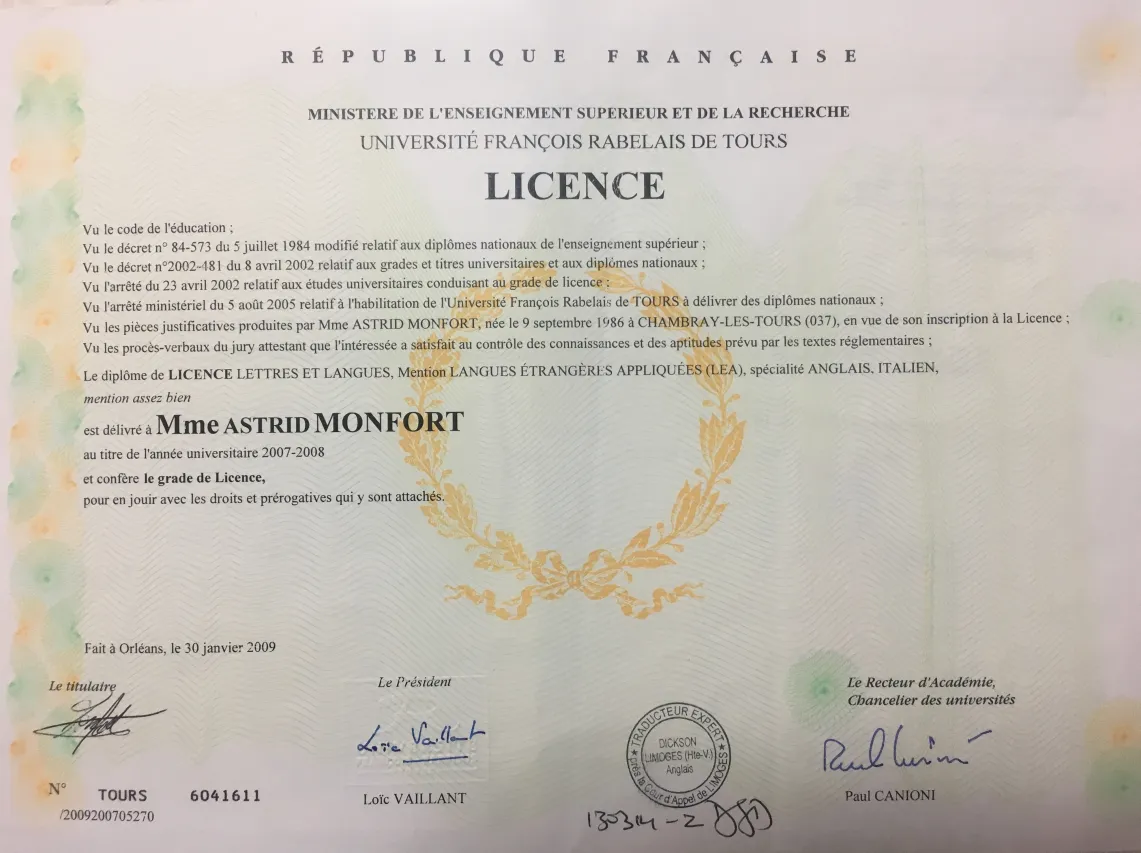 RÉPUBLIQUE FRANÇAISE
MINISTERE DE L'ENSEIGNEMENT SUPERIEUR ET DE LA RECHERCHE
UNIVERSITÉ FRANÇOIS RABELAIS DE TOURS
LICENCE
Vu le code de l'éducation ;
Vu le décret n° 84-573 du 5 juillet 1984 modifié relatif aux diplômes nationaux de l'enseignement supérieur ;
Vu le décret n°2002-481 du 8 avril 2002 relatif aux grades et titres universitaires et aux diplômes nationaux ;
Vu l'arrêté du 23 avril 2002 relatif aux études universitaires conduisant au grade de licence ;
Vu l'arrêté ministériel du 5 août 2005 relatif à l'habilitation de l'Université François Rabelais de TOURS à délivrer des diplômes nationaux ;
Vu les pièces justificatives produites par Mme ASTRID MONFORT, née le 9 septembre 1986 à CHAMBRAY-LES-TOURS (037), en vue de son inscription à la Licence ;
Vu les procès-verbaux du jury attestant que l'intéressée a satisfait au contrôle des connaissances et des aptitudes prévu par les textes réglementaires ;
Le diplôme de LICENCE LETTRES ET LANGUES, Mention LANGUES ÉTRANGÈRES APPLIQUÉES (LEA), spécialité ANGLAIS, ITALIEN,
mention assez bien
est délivré à Mme ASTRID MONFORT
au titre de l'année universitaire 2007-2008
et confère le grade de Licence,
pour en jouir avec les droits et prérogatives qui y sont attachés.
Fait à Orléans, le 30 janvier 2009
Le titulaire
Le Président
Le Recteur d'Académie,
Chancelier des universités
Loïc Vaillant
TRADUCTEUR EXPERT
DICKSON
LIMOGES (Hte-V.)
Anglais
près la Cour d'Appel de LIMOGES
N° TOURS 6041611
/2009200705270
Loïc VAILLANT
Paul CANIONI
130314-2